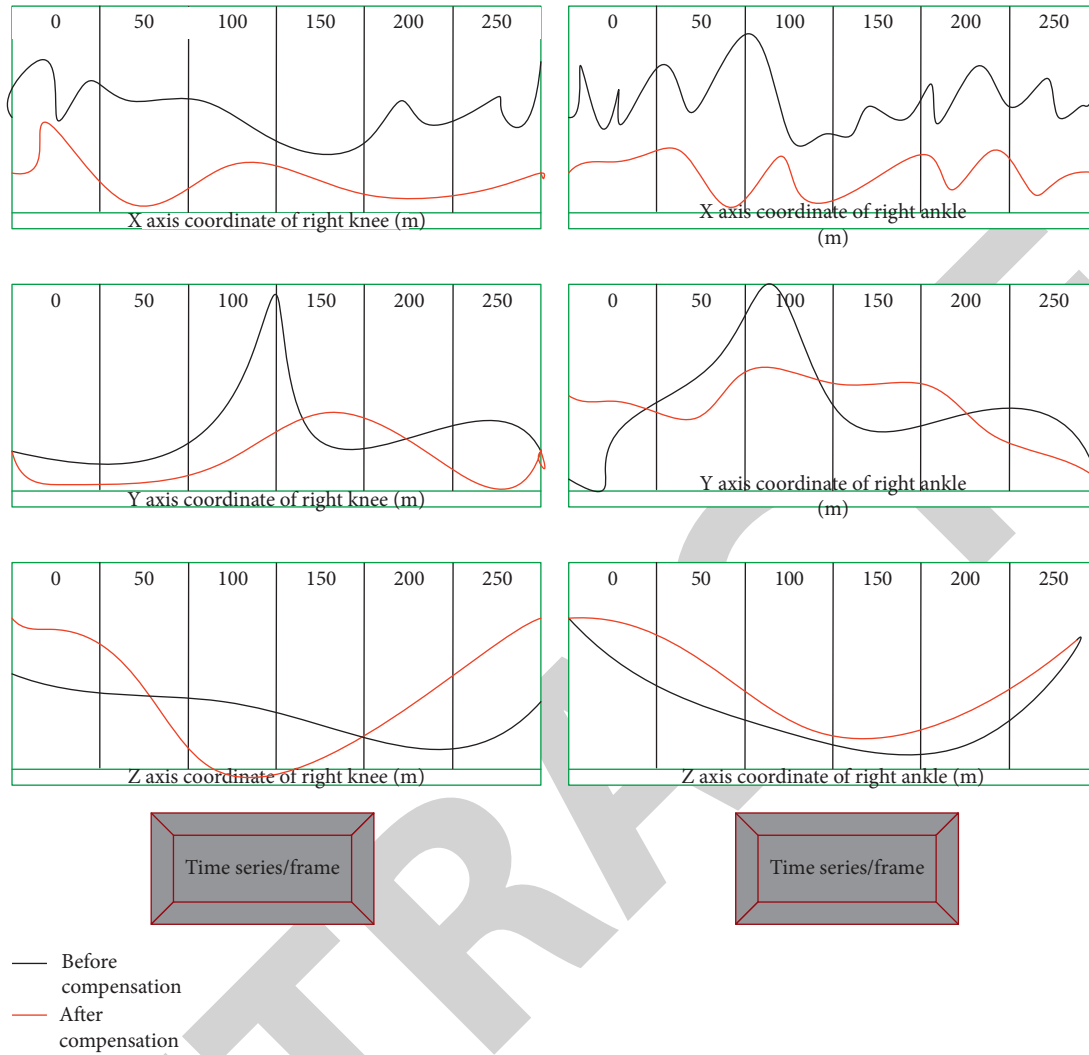 0 50 100 150 200 250
X axis coordinate of right knee (m)
0 50 100 150 200 250
X axis coordinate of right ankle
(m)
0 50 100 150 200 250
Y axis coordinate of right knee (m)
0 50 100 150 200 250
Y axis coordinate of right ankle
(m)
0 50 100 150 200 250
Z axis coordinate of right knee (m)
0 50 100 150 200 250
Z axis coordinate of right ankle (m)
Time series/frame
Time series/frame
Before
compensation
After
compensation